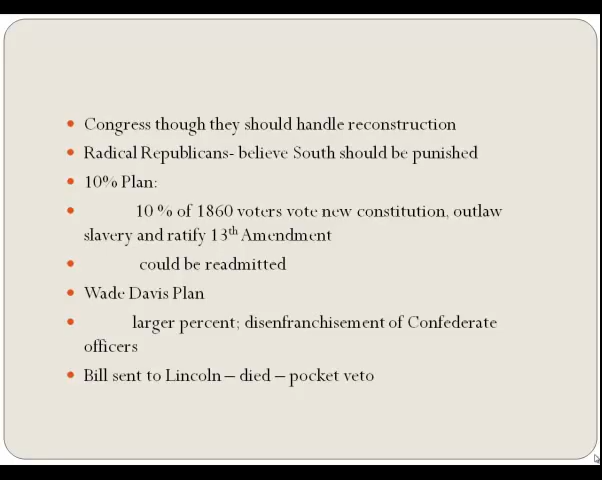 Congress though they should handle reconstruction
Radical Republicans- believe South should be punished
10% Plan:
10 % of 1860 voters vote new constitution, outlaw
slavery and ratify 13th Amendment
could be readmitted
Wade Davis Plan
larger percent; disenfranchisement of Confederate
officers
Bill sent to Lincoln – died – pocket veto